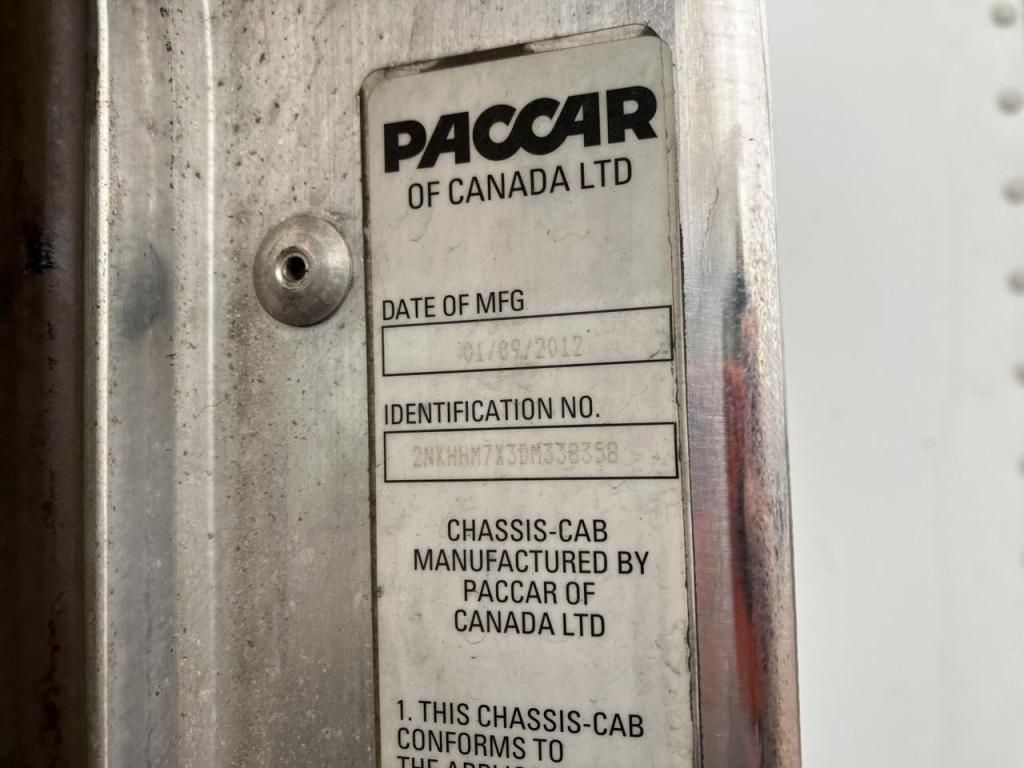 PACCAR
OF CANADA LTD
DATE OF MFG
01/09/2012
IDENTIFICATION NO.
2NKHHM7X3DM338358
CHASSIS-CAB
MANUFACTURED BY
PACCAR OF
CANADA LTD
1. THIS CHASSIS-CAB
CONFORMS TO
THE